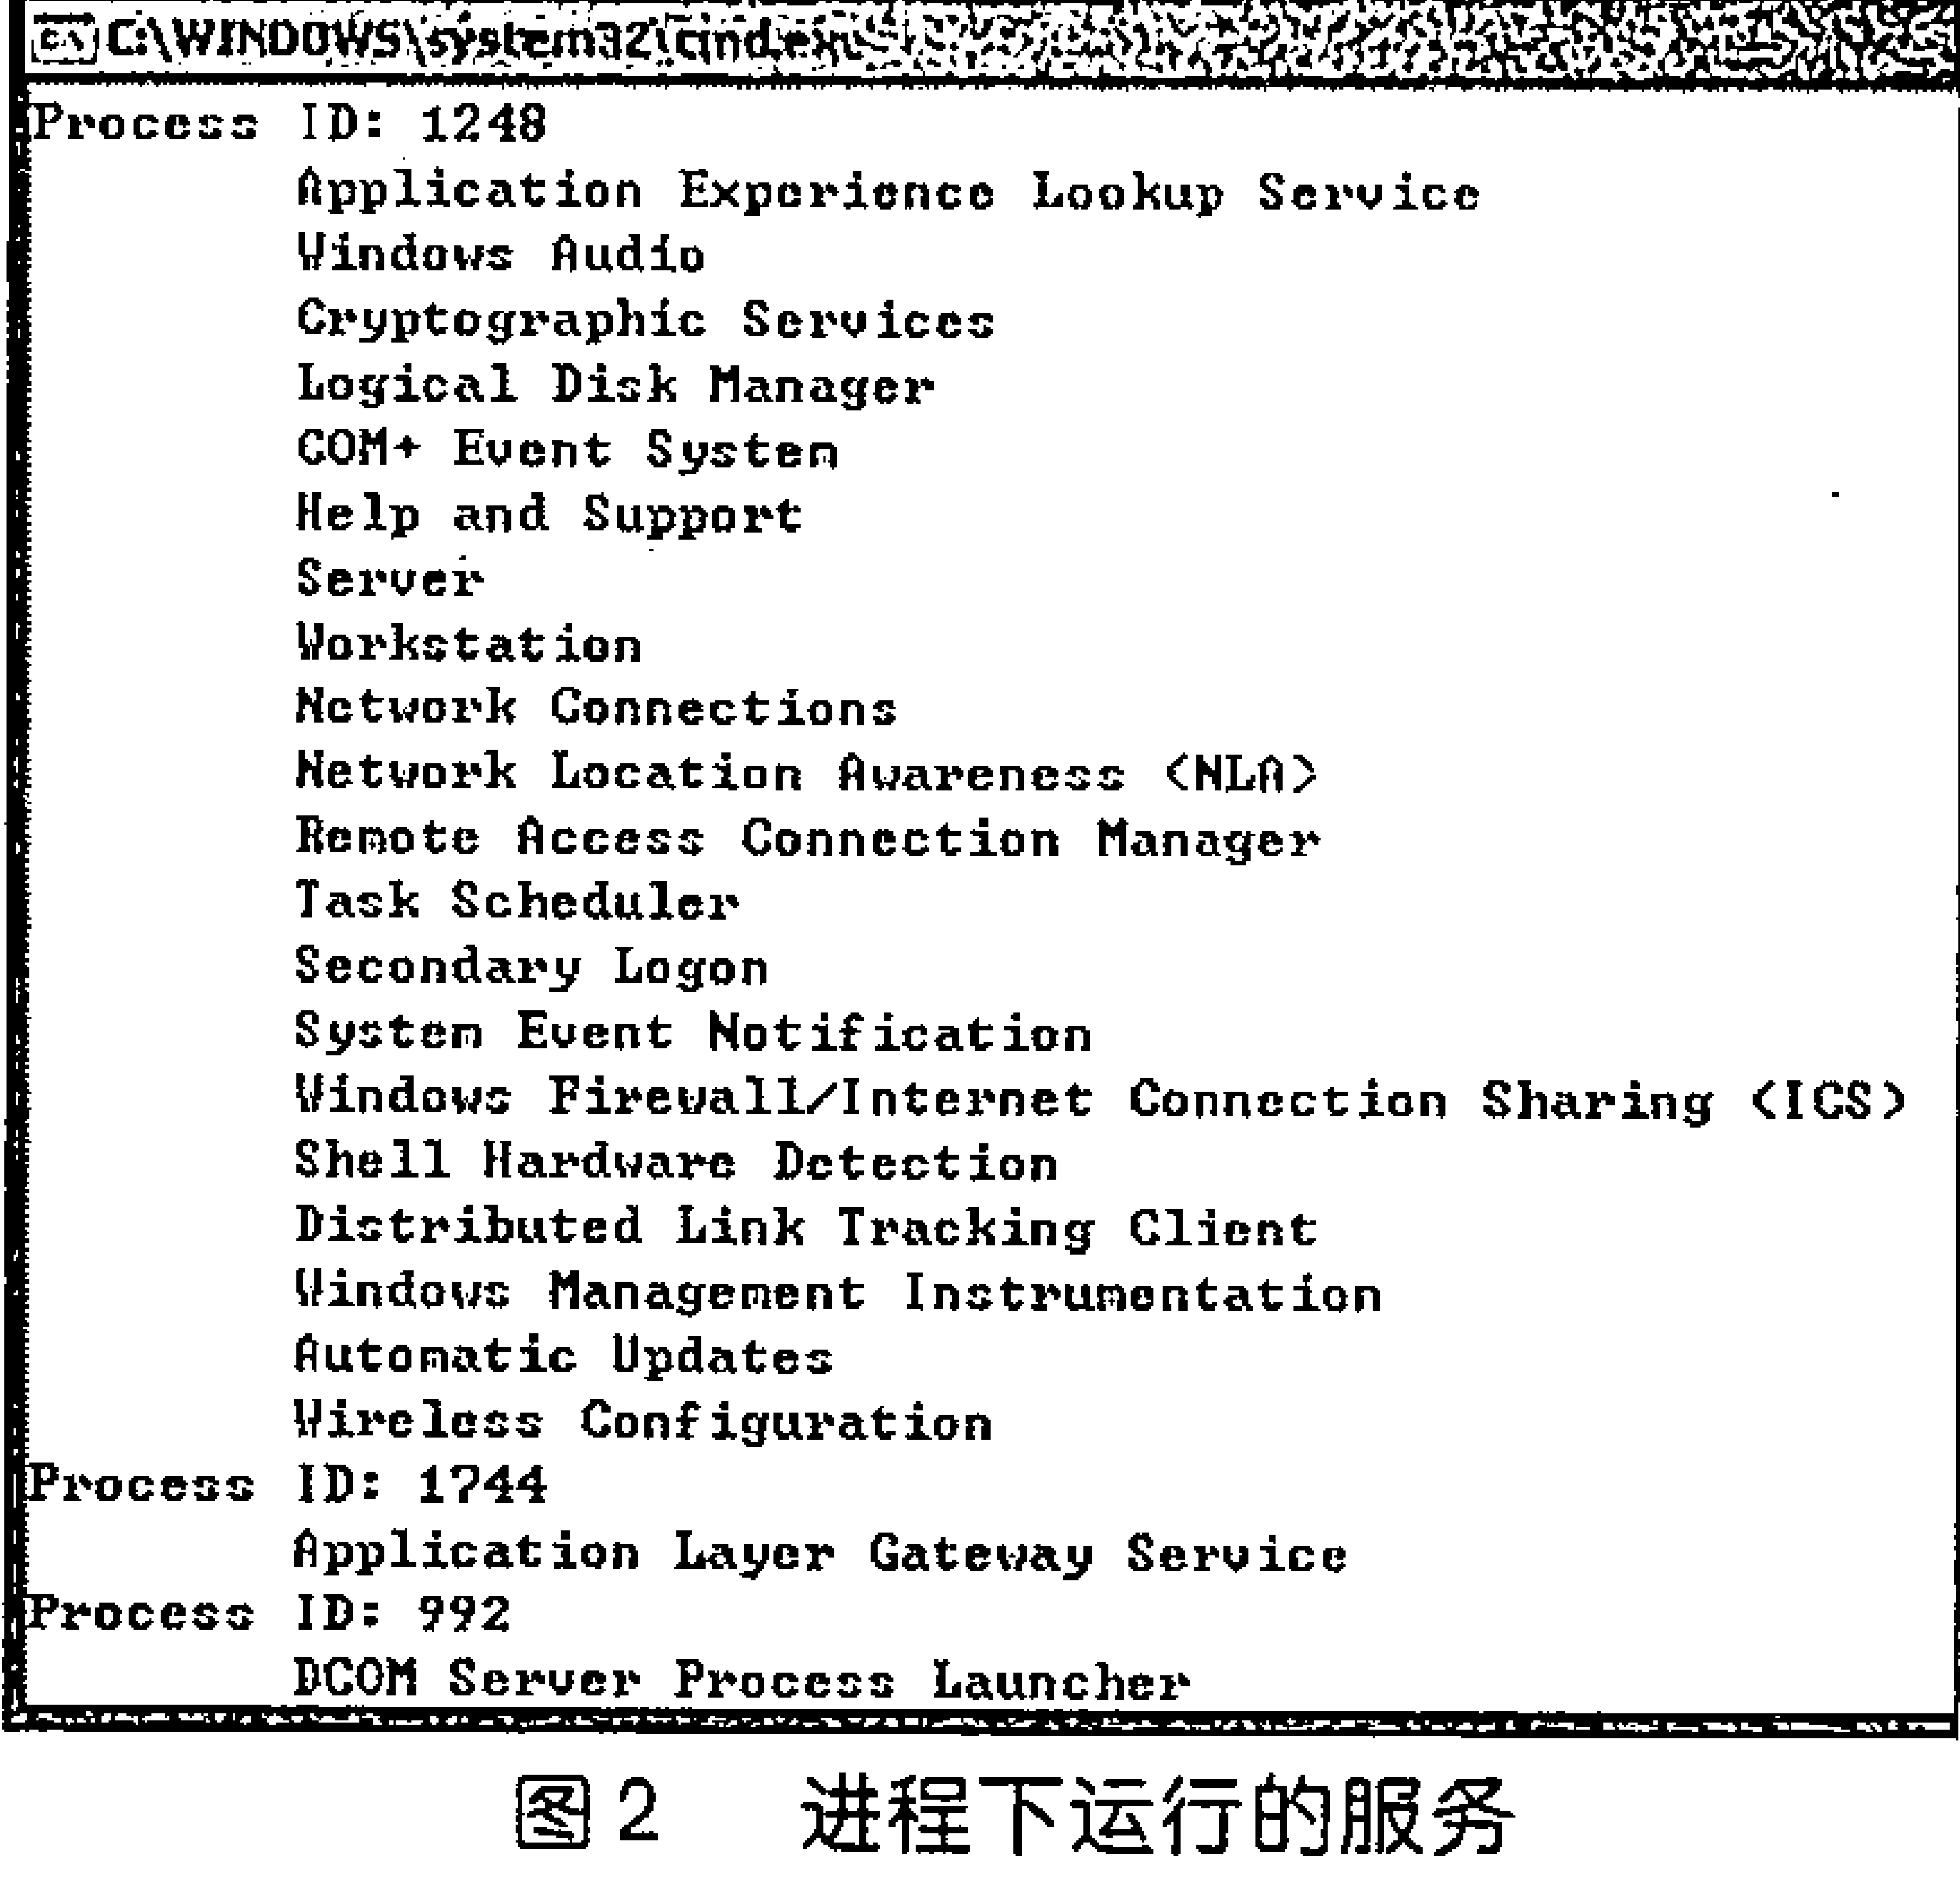 C:\WINDOWS\system32\cmd.exe
Process ID: 1248
Application Experience Lookup Service
Windows Audio
Cryptographic Services
Logical Disk Manager
COM+ Event System
Help and Support
Server
Workstation
Network Connections
Network Location Awareness (NLA)
Remote Access Connection Manager
Task Scheduler
Secondary Logon
System Event Notification
Windows Firewall/Internet Connection Sharing (ICS)
Shell Hardware Detection
Distributed Link Tracking Client
Windows Management Instrumentation
Automatic Updates
Wireless Configuration
Process ID: 1744
Application Layer Gateway Service
Process ID: 992
DCOM Server Process Launcher
图2 进程下运行的服务